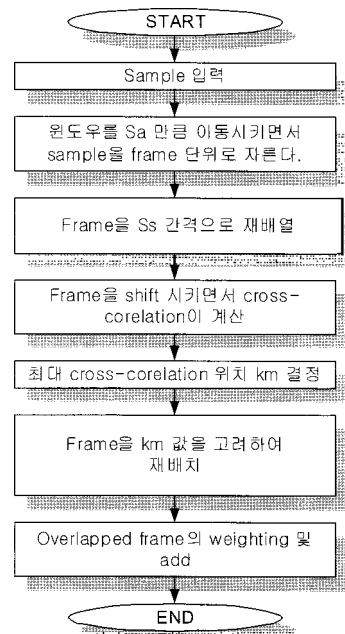 START
Sample 입력
윈도우를 Sa 만큼 이동시키면서
sample을 frame 단위로 자른다.
Frame을 Ss 간격으로 재배열
Frame을 shift 시키면서 cross-
corelation이 계산
최대 cross-corelation 위치 km 결정
Frame을 km 값을 고려하여
재배치
Overlapped frame의 weighting 및
add
END